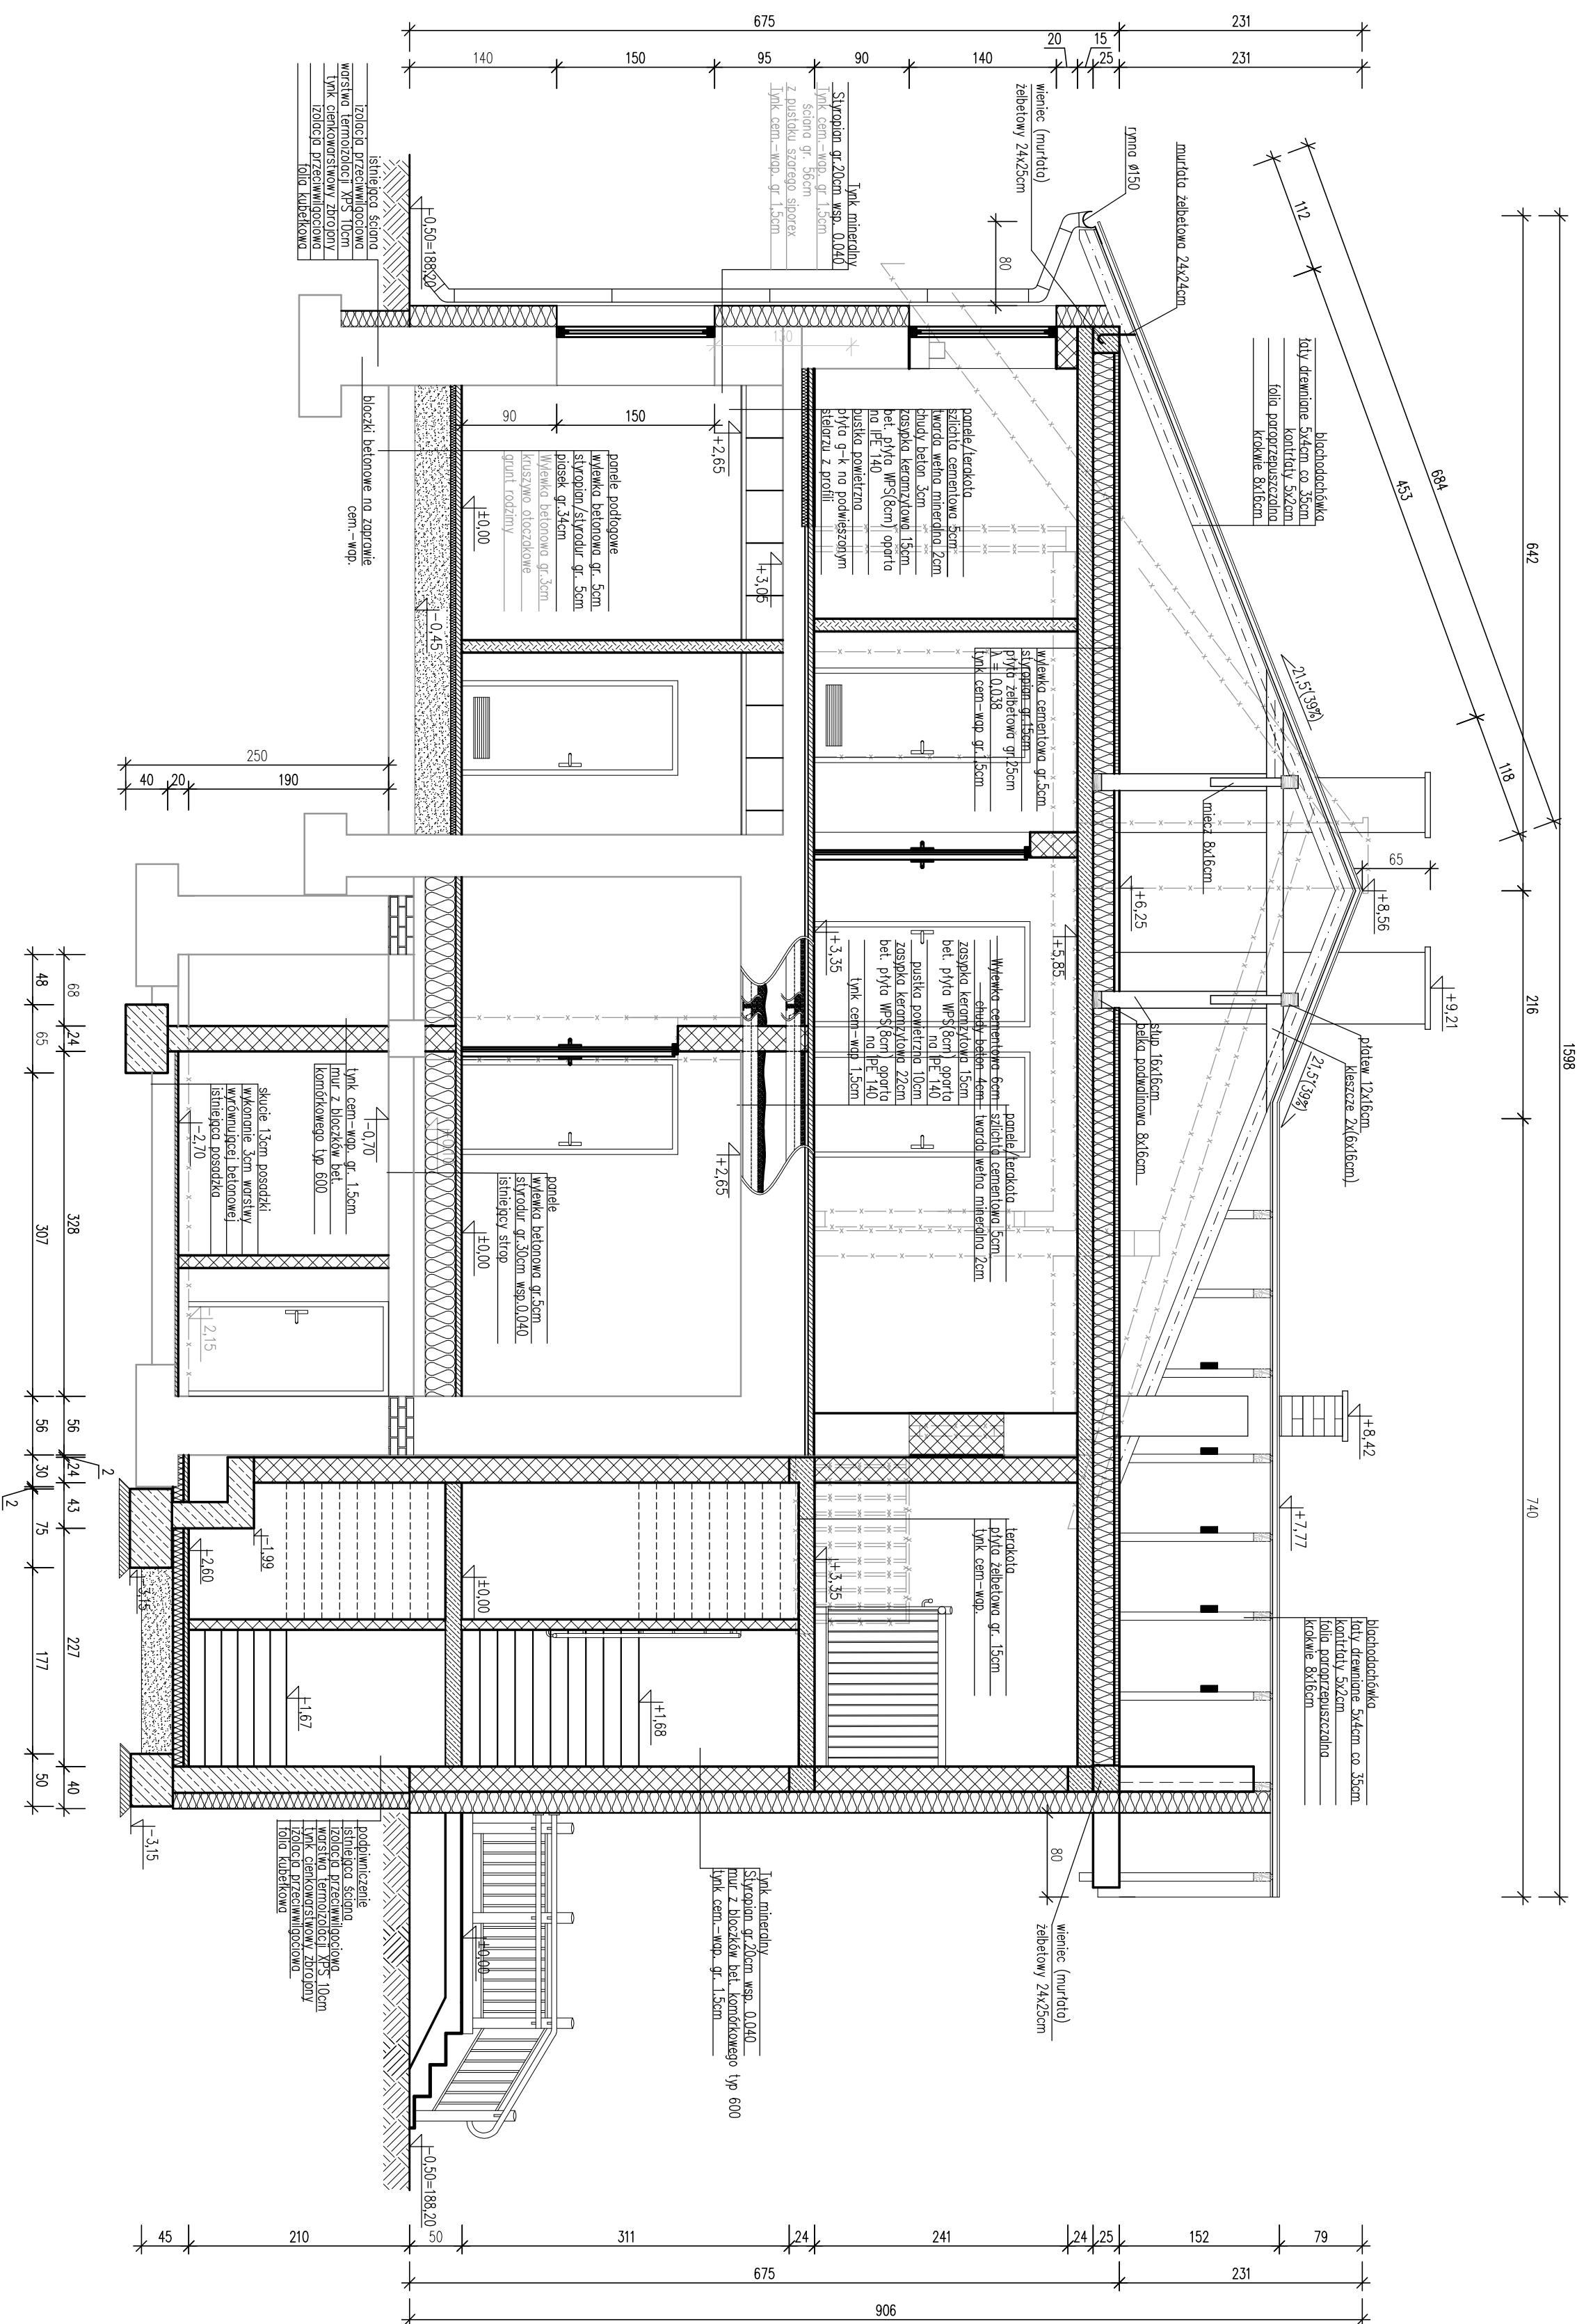 675
231
140
150
95
90
140
20
15
25
231
wieniec (murłata)
żelbetowy 24x25cm
rynna ø150
murłata żelbetowa 24x24cm
112
453
684
118
642
1598
216
740
blachodachówka
łaty drewniane 5x4cm co 35cm
kontrłaty 5x2cm
folia paroprzepuszczalna
krokwie 8x16cm
21,5°(39%)
Tynk mineralny
Styropian gr.20cm wsp. 0.040
Tynk cem.-wap. gr 1,5cm
ściana gr. 56cm
z pustaku szarego siporex
Tynk cem.-wap. gr 1,5cm
istniejąca ściana
izolacja przeciwwilgociowa
warstwa termoizolacji XPS 10cm
tynk cienkowarstwowy zbrojony
izolacja przeciwwilgociowa
folia kubełkowa
-0,50=188,20
80
130
bloczki betonowe na zaprawie
cem.-wap.
90
150
+2,65
panele/terakota
szlichta cementowa 5cm
twarda wełna mineralna 2cm
chudy beton 3cm
zasypka keramzytowa 15cm
bet. płyta WPS(8cm) oparta
na IPE 140
pustka powietrzna
płyta g-k na podwieszonym
stelarzu z profili
panele podłogowe
wylewka betonowa gr. 5cm
styropian/styrodur gr. 5cm
piasek gr.34cm
Wylewka betonowa gr.3cm
kruszywo otoczakowe
grunt rodzimy
±0,00
+3,05
-0,45
wylewka cementowa gr.5cm
styropian gr.15cm
płyta żelbetowa gr.25cm
λ = 0.038
tynk cem-wap gr.1,5cm
miecz 8x16cm
65
+8,56
+6,25
+5,85
+3,35
+9,21
250
40
20
190
płatew 12x16cm
kleszcze 2x(6x16cm)
21,5°(39%)
słup 16x16cm
belka podwalinowa 8x16cm
Wylewka cementowa 6cm
chudy beton 4cm
zasypka keramzytowa 15cm
bet. płyta WPS(8cm) oparta
na IPE 140
pustka powietrzna 10cm
zasypka keramzytowa 22cm
bet. płyta WPS(8cm) oparta
na IPE 140
tynk cem-wap 1,5cm
panele/terakota
szlichta cementowa 5cm
twarda wełna mineralna 2cm
+2,65
panele
wylewka betonowa gr.5cm
styrodur gr.30cm wsp.0,040
istniejący strop
±0,00
-0,70
tynk cem-wap. gr. 1.5cm
mur z bloczków bet.
komórkowego typ 600
skucie 13cm posadzki
wykonanie 3cm warstwy
wyrównującej betonowej
istniejąca posadzka
-2,70
-2,15
48
68
65
24
328
307
56
56
2
24
30
2
43
75
227
177
40
50
+8,42
+7,77
terakota
płyta żelbetowa gr. 15cm
tynk cem-wap.
+3,35
±0,00
-1,99
-2,60
-3,15
+1,68
-1,67
-3,15
blachodachówka
łaty drewniane 5x4cm co 35cm
kontrłaty 5x2cm
folia paroprzepuszczalna
krokwie 8x16cm
80
wieniec (murłata)
żelbetowy 24x25cm
Tynk mineralny
Styropian gr.20cm wsp. 0.040
mur z bloczków bet. komórkowego typ 600
tynk cem.-wap. gr. 1.5cm
podpiwniczenie
istniejąca ściana
izolacja przeciwwilgociowa
warstwa termoizolacji XPS 10cm
tynk cienkowarstwowy zbrojony
izolacja przeciwwilgociowa
folia kubełkowa
±0,00
-0,50=188,20
45
210
50
311
24
241
24
25
152
79
675
231
906